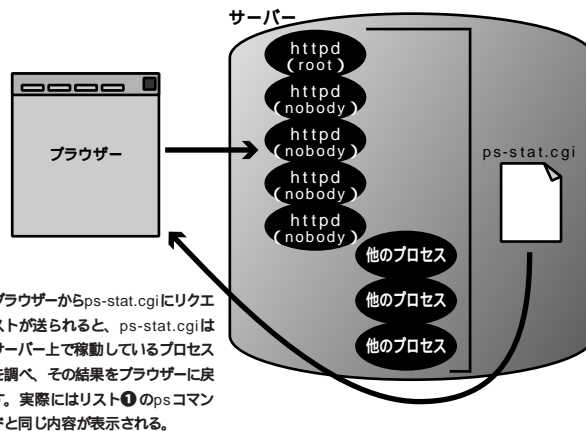 サーバー
httpd
(root)
httpd
(nobody)
httpd
(nobody)
httpd
(nobody)
httpd
(nobody)
ブラウザー
ps-stat.cgi
他のプロセス
他のプロセス
他のプロセス
ブラウザーからps-stat.cgiにリクエ
ストが送られると、ps-stat.cgiは
サーバー上で稼動しているプロセス
を調べ、その結果をブラウザーに戻
す。実際にはリスト❶のpsコマン
ドと同じ内容が表示される。